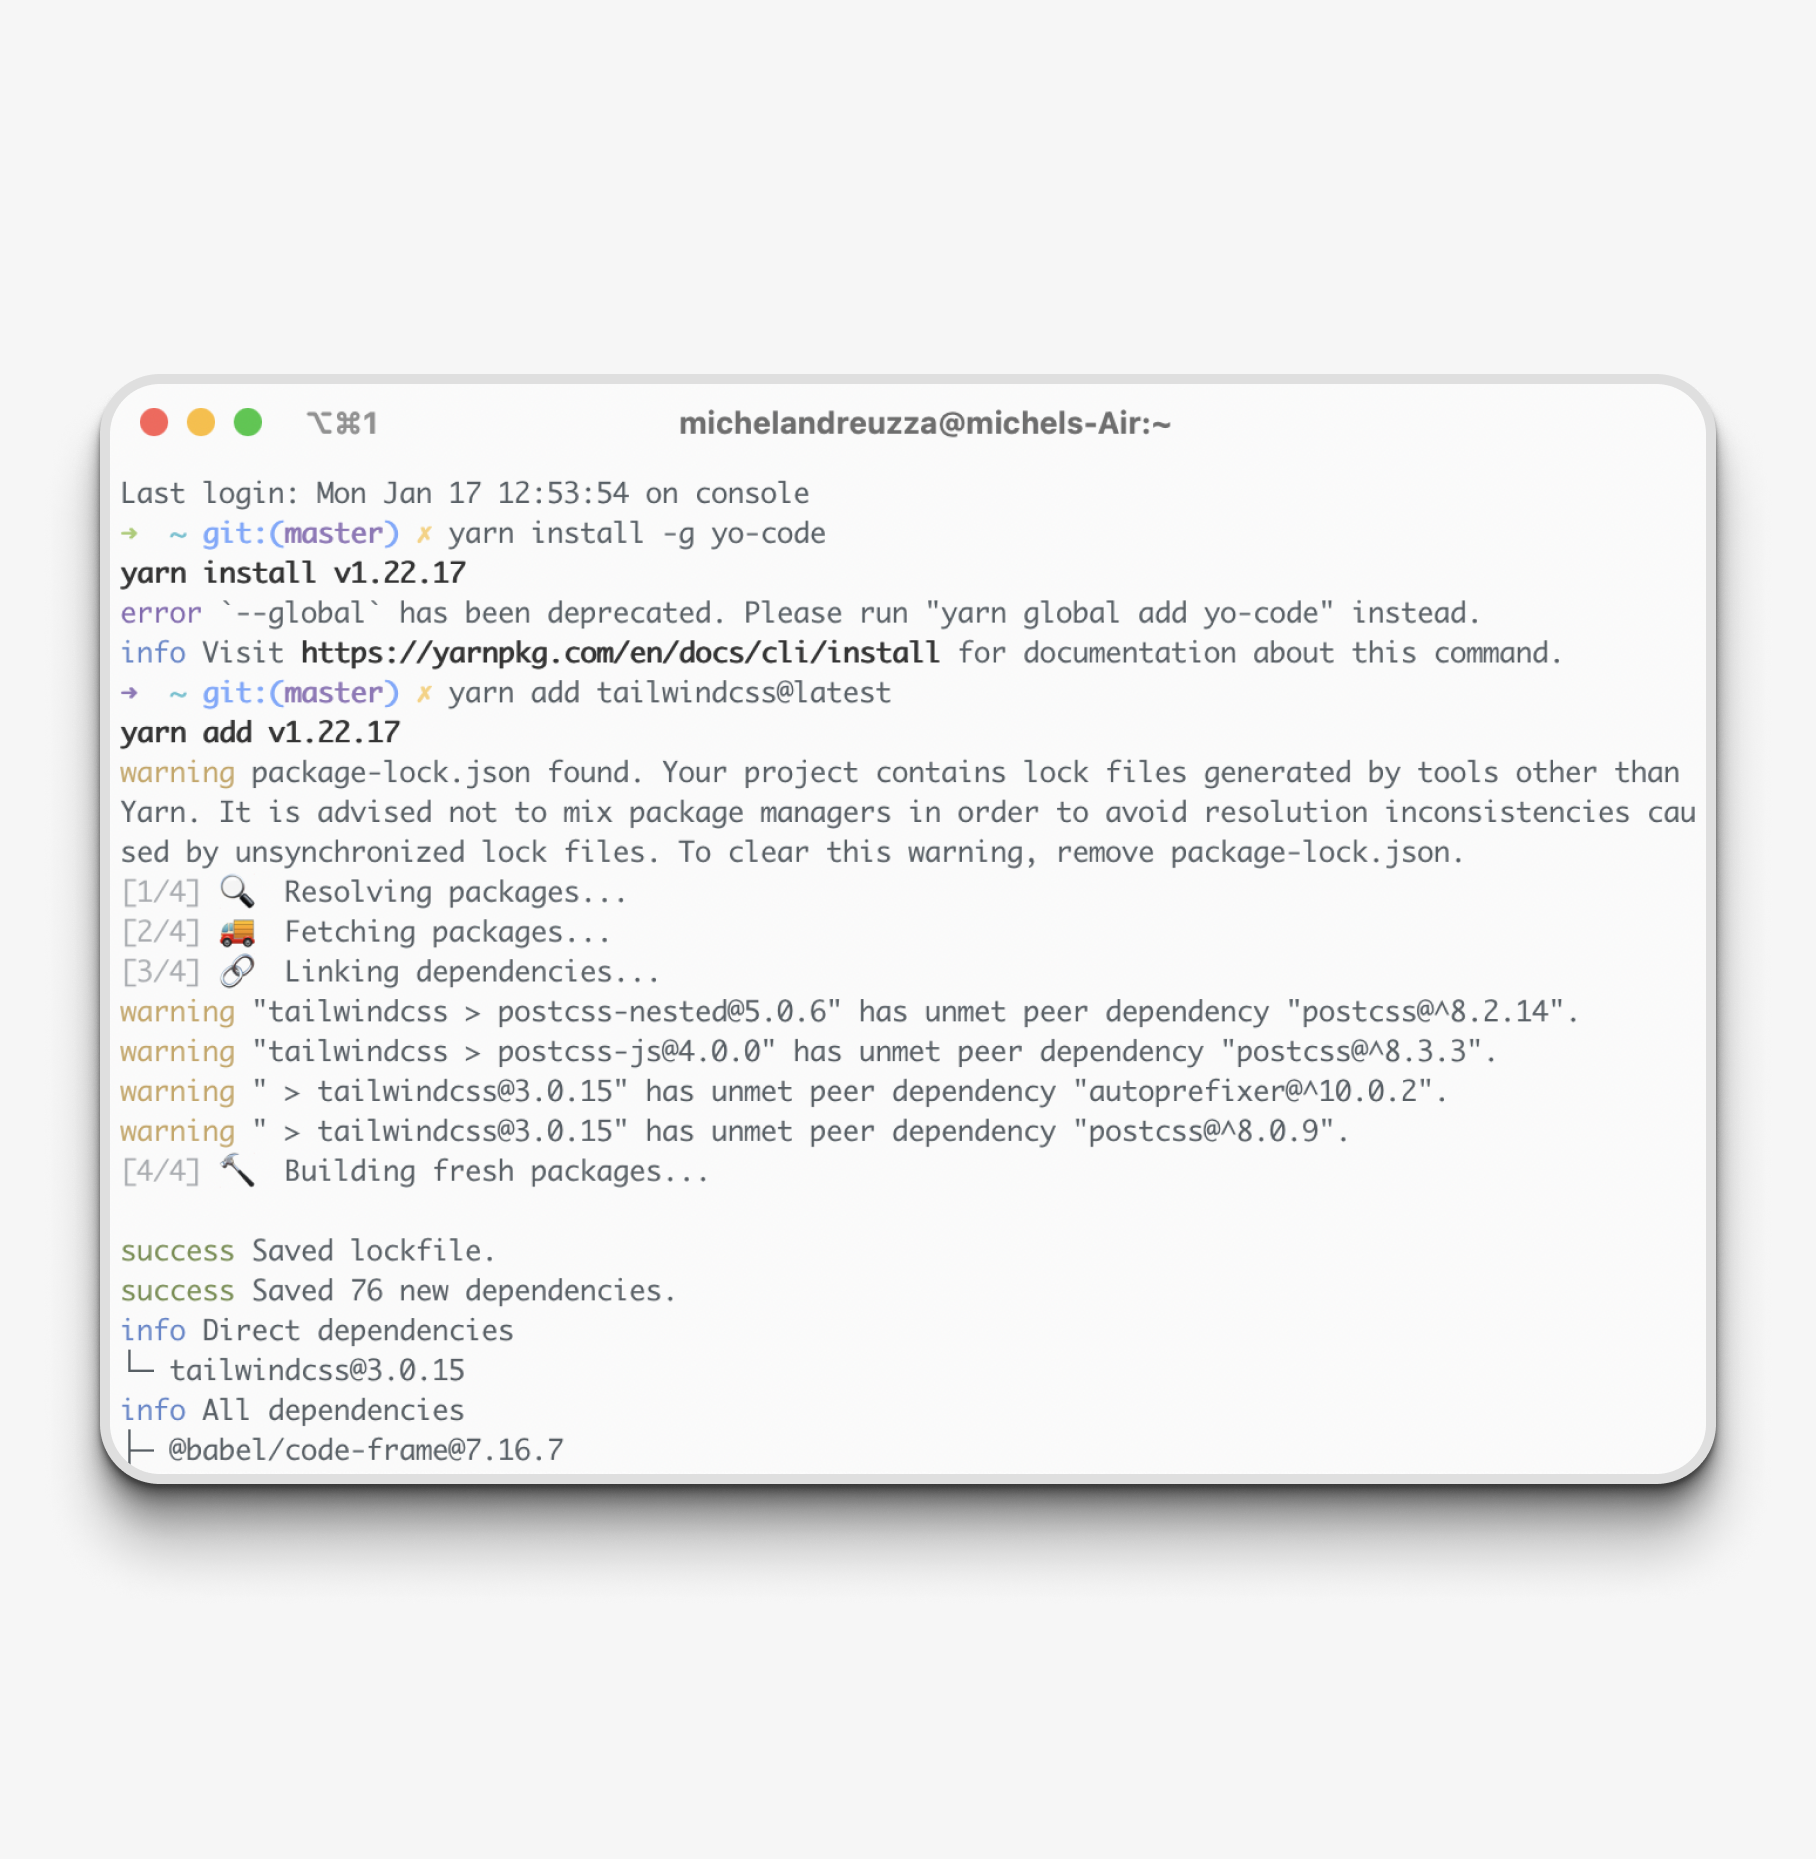 ⌥⌘1 michelandreuzza@michels-Air:~
Last login: Mon Jan 17 12:53:54 on console
➜  ~ git:(master) ✗ yarn install -g yo-code
yarn install v1.22.17
error `--global` has been deprecated. Please run "yarn global add yo-code" instead.
info Visit https://yarnpkg.com/en/docs/cli/install for documentation about this command.
➜  ~ git:(master) ✗ yarn add tailwindcss@latest
yarn add v1.22.17
warning package-lock.json found. Your project contains lock files generated by tools other than
Yarn. It is advised not to mix package managers in order to avoid resolution inconsistencies cau
sed by unsynchronized lock files. To clear this warning, remove package-lock.json.
[1/4] 🔍  Resolving packages...
[2/4] 🚚  Fetching packages...
[3/4] 🔗  Linking dependencies...
warning "tailwindcss > postcss-nested@5.0.6" has unmet peer dependency "postcss@^8.2.14".
warning "tailwindcss > postcss-js@4.0.0" has unmet peer dependency "postcss@^8.3.3".
warning " > tailwindcss@3.0.15" has unmet peer dependency "autoprefixer@^10.0.2".
warning " > tailwindcss@3.0.15" has unmet peer dependency "postcss@^8.0.9".
[4/4] 🔨  Building fresh packages...
success Saved lockfile.
success Saved 76 new dependencies.
info Direct dependencies
└─ tailwindcss@3.0.15
info All dependencies
├─ @babel/code-frame@7.16.7